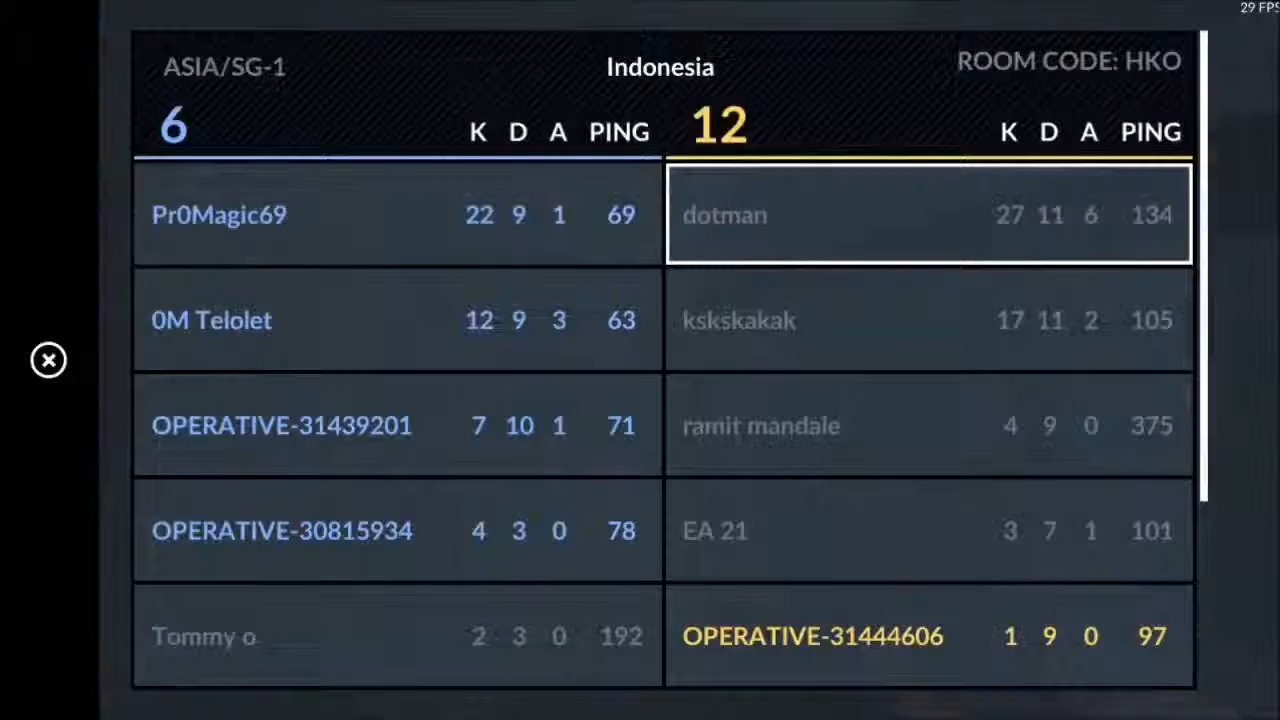 29 FPS
ASIA/SG-1 Indonesia ROOM CODE: HKO
6 K D A PING 12 K D A PING
Pr0Magic69 22 9 1 69 dotman 27 11 6 134
0M Telolet 12 9 3 63 kskskakak 17 11 2 105
OPERATIVE-31439201 7 10 1 71 ramit mandale 4 9 0 375
OPERATIVE-30815934 4 3 0 78 EA 21 3 7 1 101
Tommy o 2 3 0 192 OPERATIVE-31444606 1 9 0 97